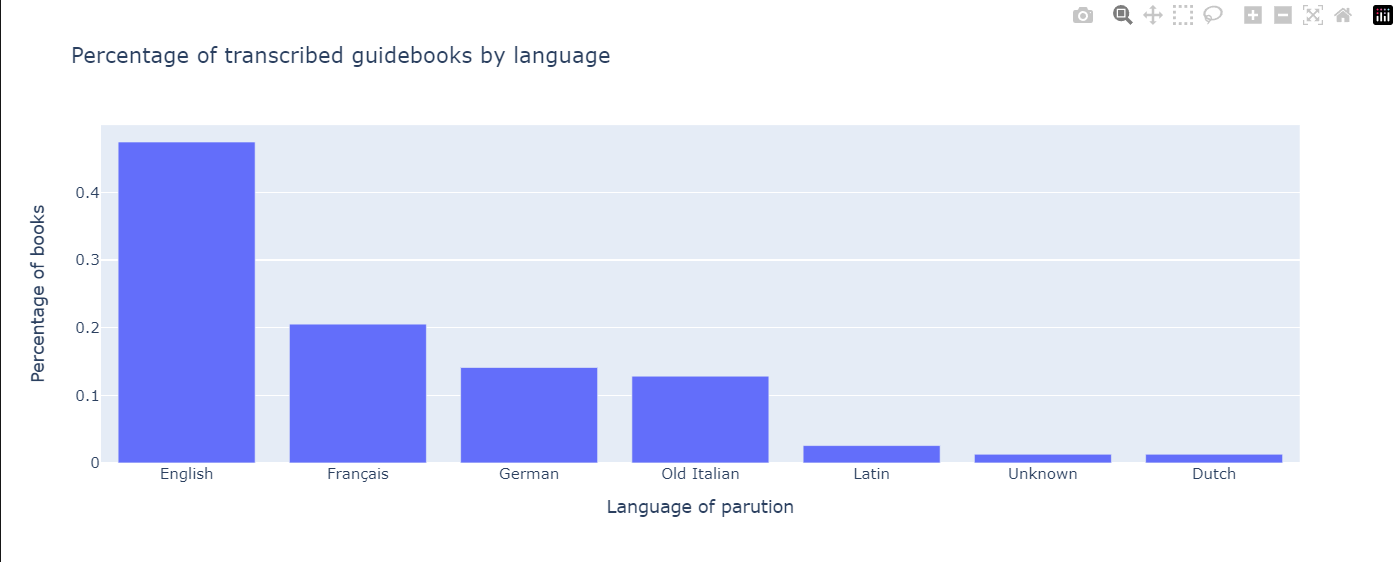 Percentage of transcribed guidebooks by language
Percentage of books
0.4
0.3
0.2
0.1
0
English Français German Old Italian Latin Unknown Dutch
Language of parution